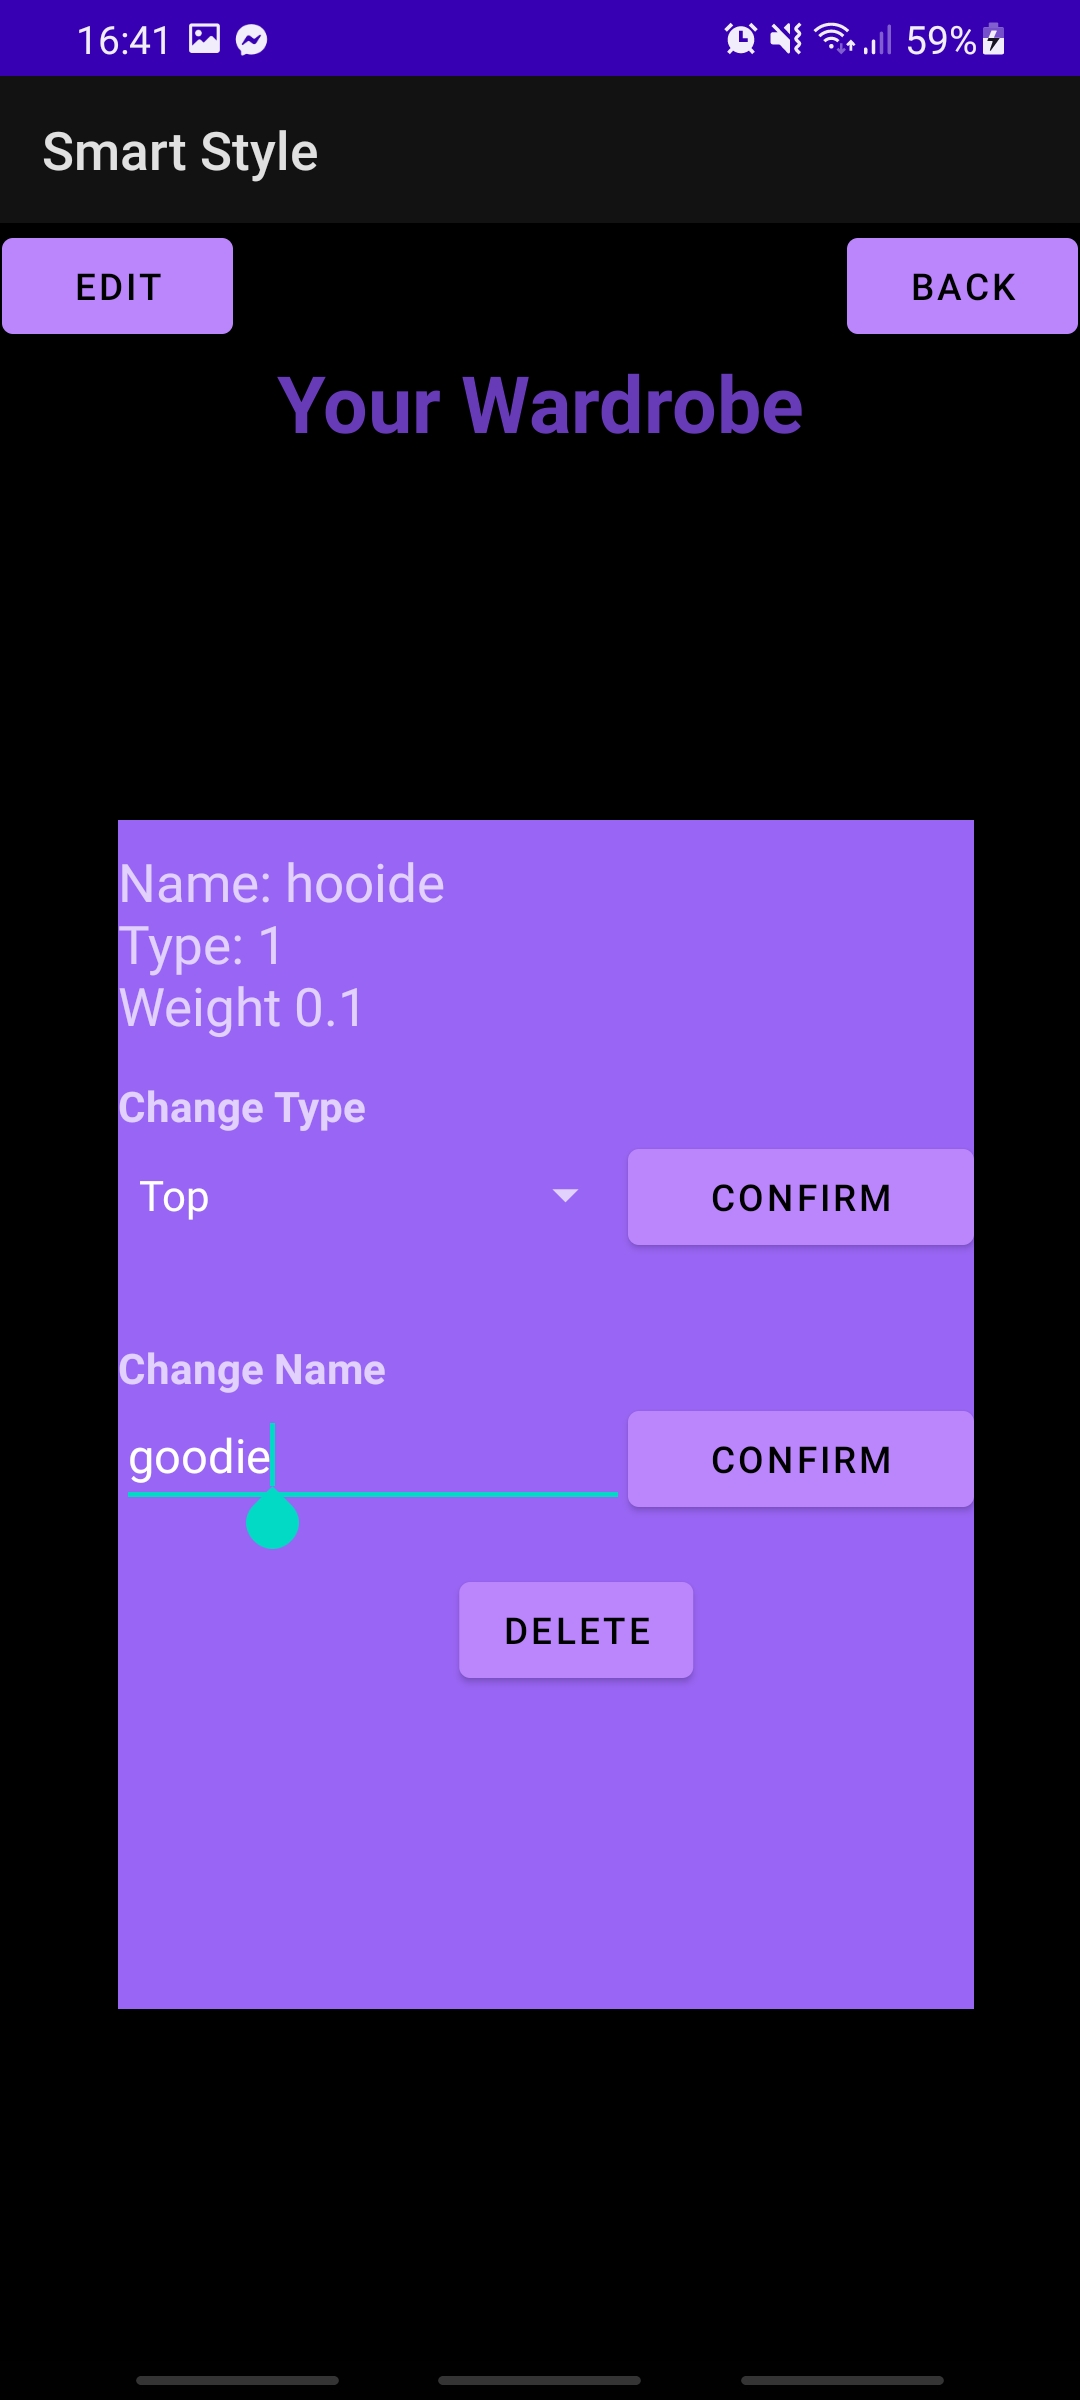 16:41 59%
Smart Style
EDIT BACK
Your Wardrobe
Name: hooide
Type: 1
Weight 0.1
Change Type
Top CONFIRM
Change Name
goodie CONFIRM
DELETE